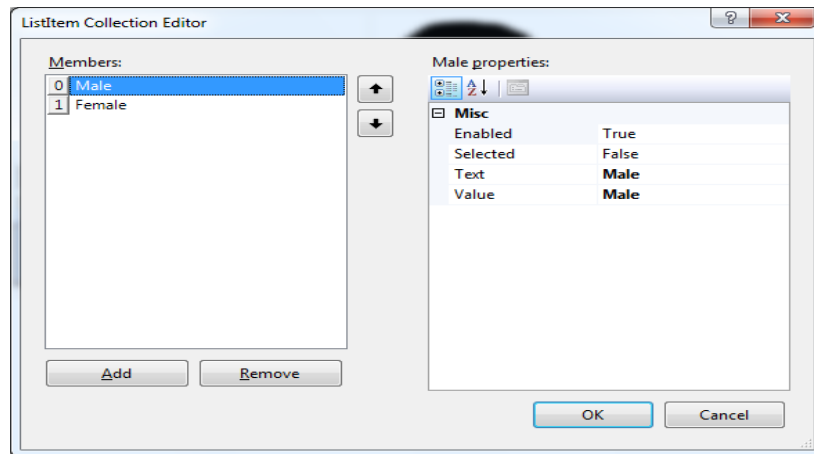 ListItem Collection Editor
Members:
0 Male
1 Female
Add
Remove
Male properties:
Misc
Enabled True
Selected False
Text Male
Value Male
OK
Cancel